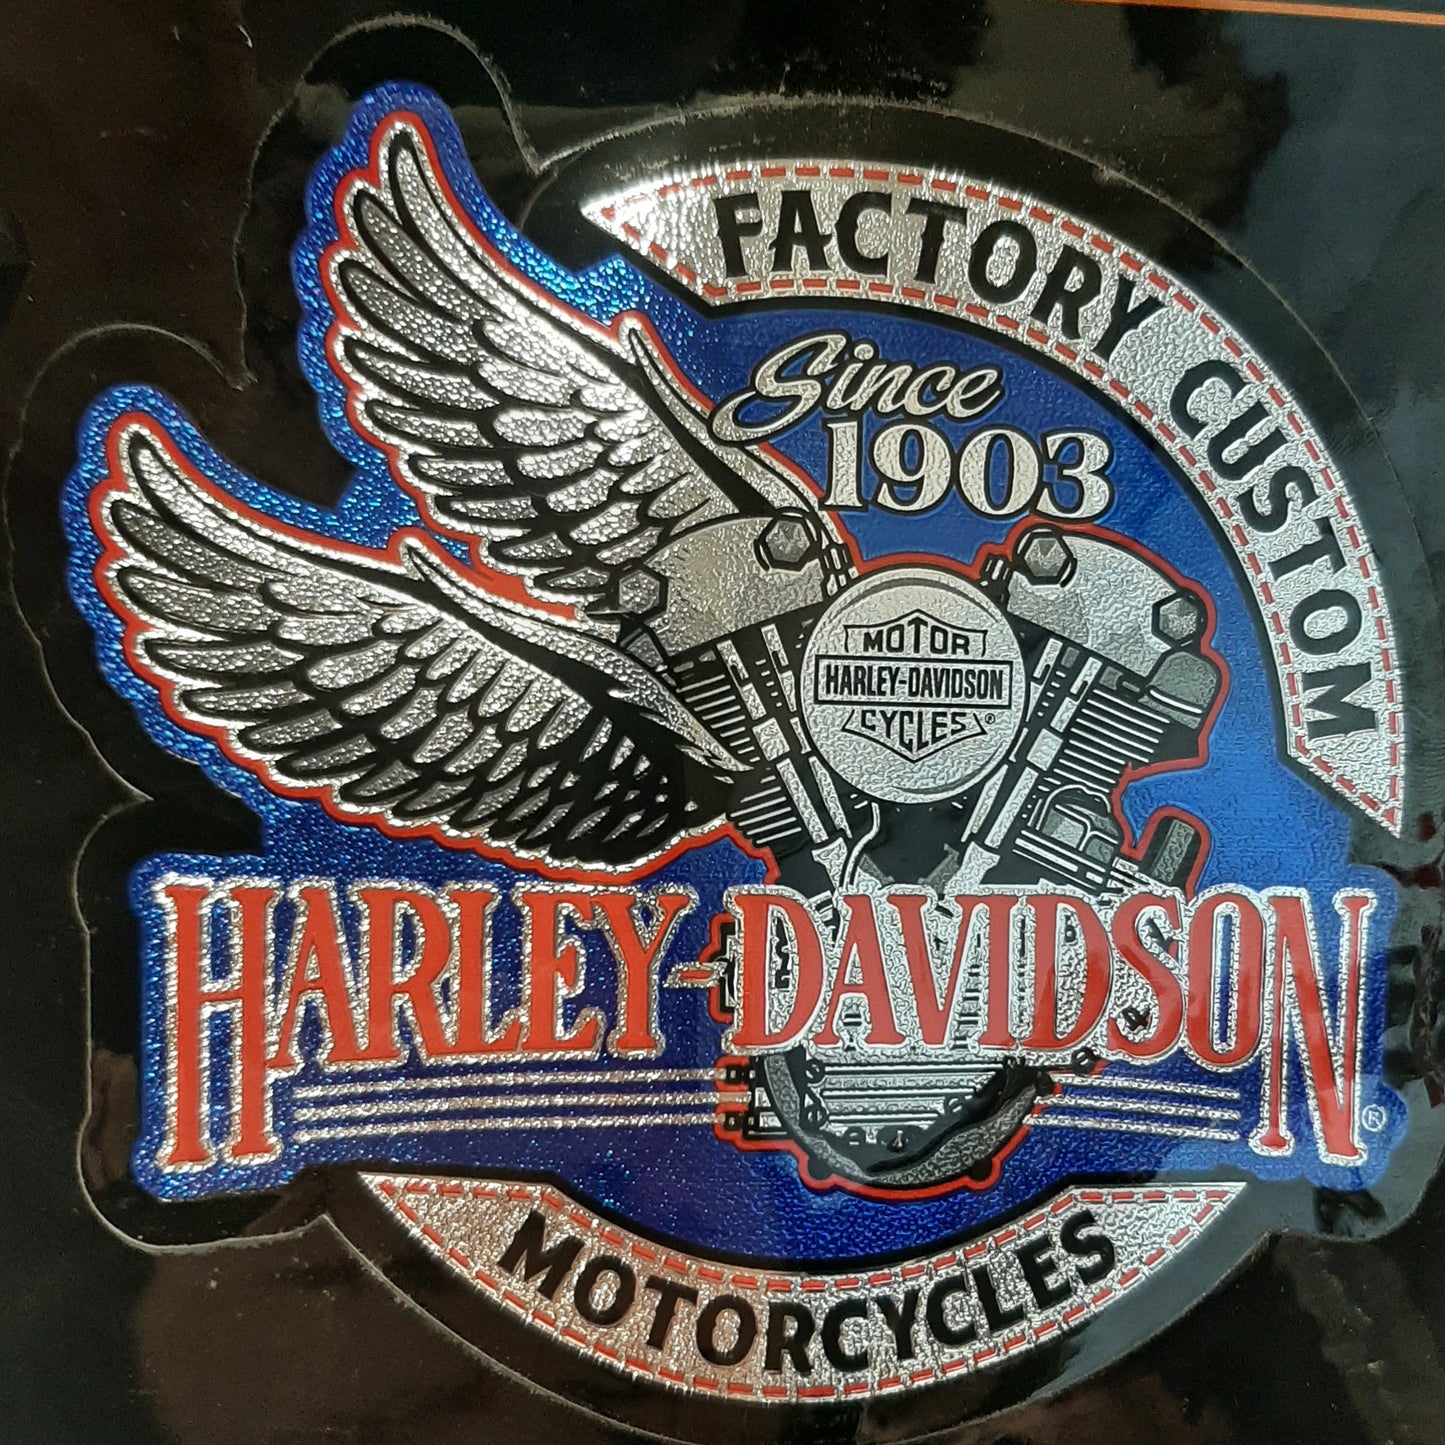 FACTORY CUSTOM
Since
1903
MOTOR
HARLEY-DAVIDSON
CYCLES®
HARLEY-DAVIDSON®
MOTORCYCLES